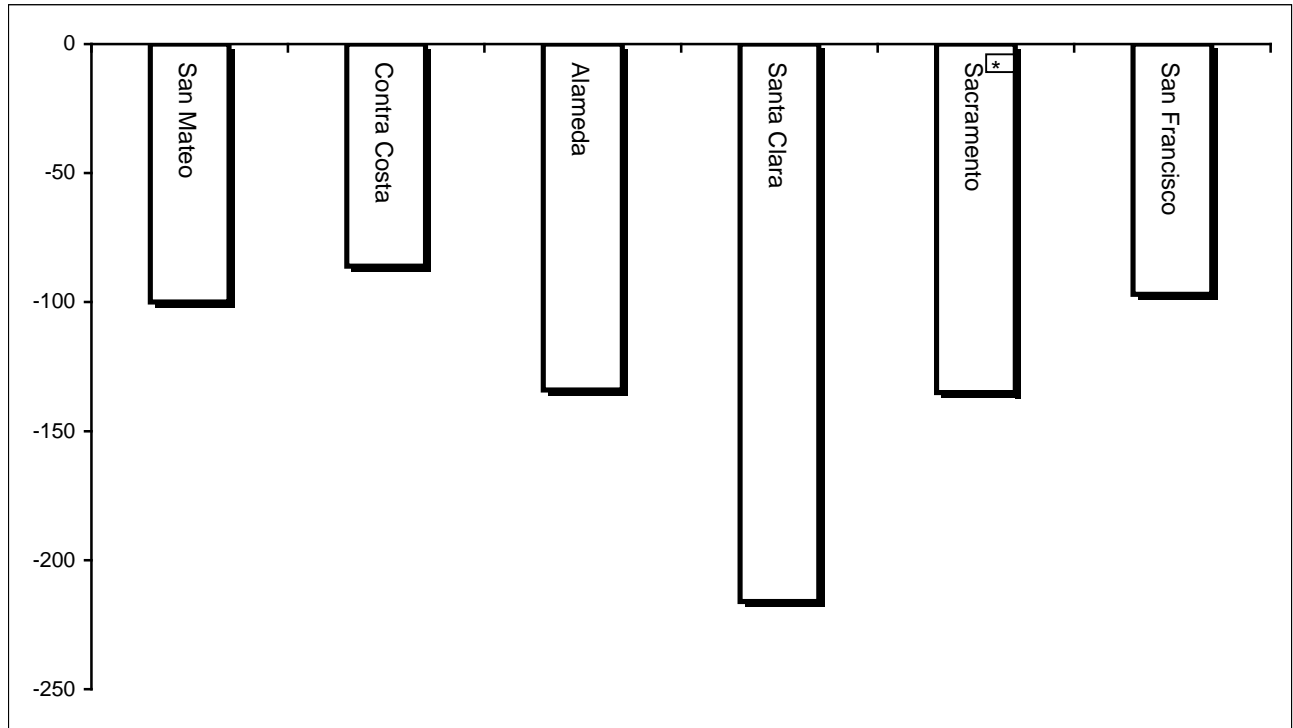 0
-50
-100
-150
-200
-250
San Mateo
Contra Costa
Alameda
Santa Clara
Sacramento
*
San Francisco